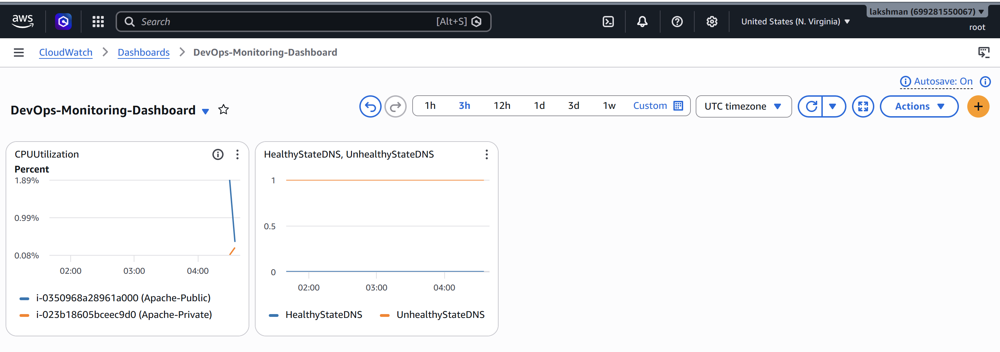 aws
Search [Alt+S]
United States (N. Virginia)
lakshman (699281550067)
root
CloudWatch > Dashboards > DevOps-Monitoring-Dashboard
Autosave: On
DevOps-Monitoring-Dashboard
1h 3h 12h 1d 3d 1w Custom
UTC timezone
Actions
CPUUtilization
Percent
1.89%
0.99%
0.08%
02:00 03:00 04:00
i-0350968a28961a000 (Apache-Public)
i-023b18605bceec9d0 (Apache-Private)
HealthyStateDNS, UnhealthyStateDNS
1
0.5
0
02:00 03:00 04:00
HealthyStateDNS UnhealthyStateDNS